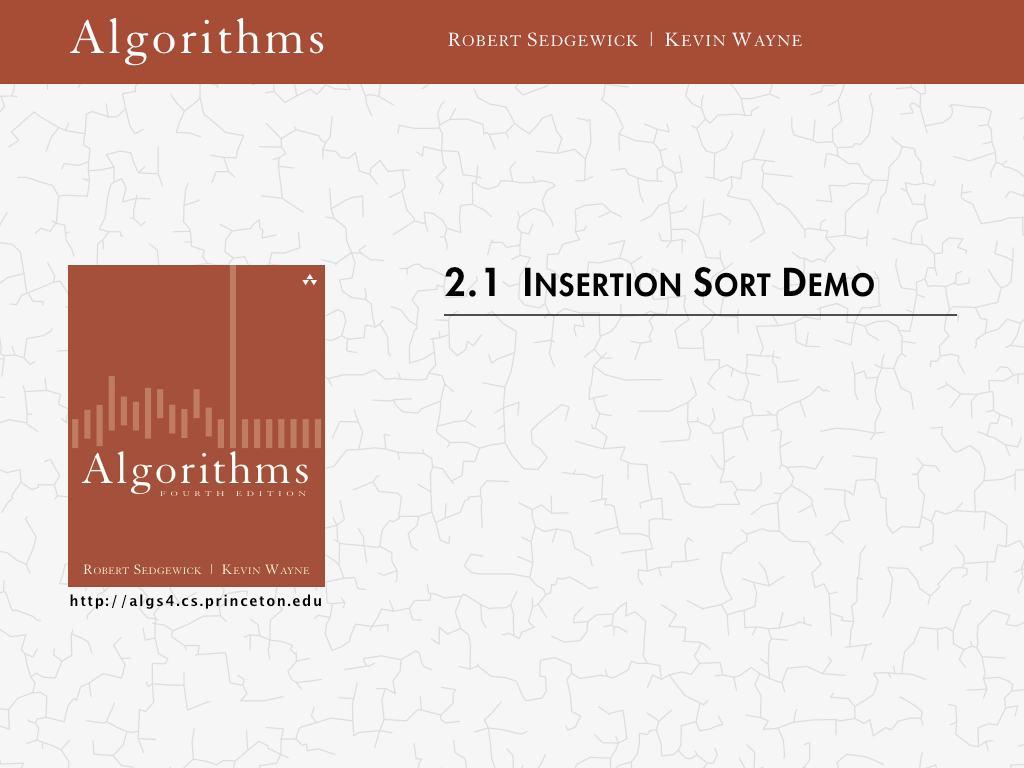 Algorithms
ROBERT SEDGEWICK | KEVIN WAYNE
2.1 INSERTION SORT DEMO
Algorithms
FOURTH EDITION
ROBERT SEDGEWICK | KEVIN WAYNE
http://algs4.cs.princeton.edu